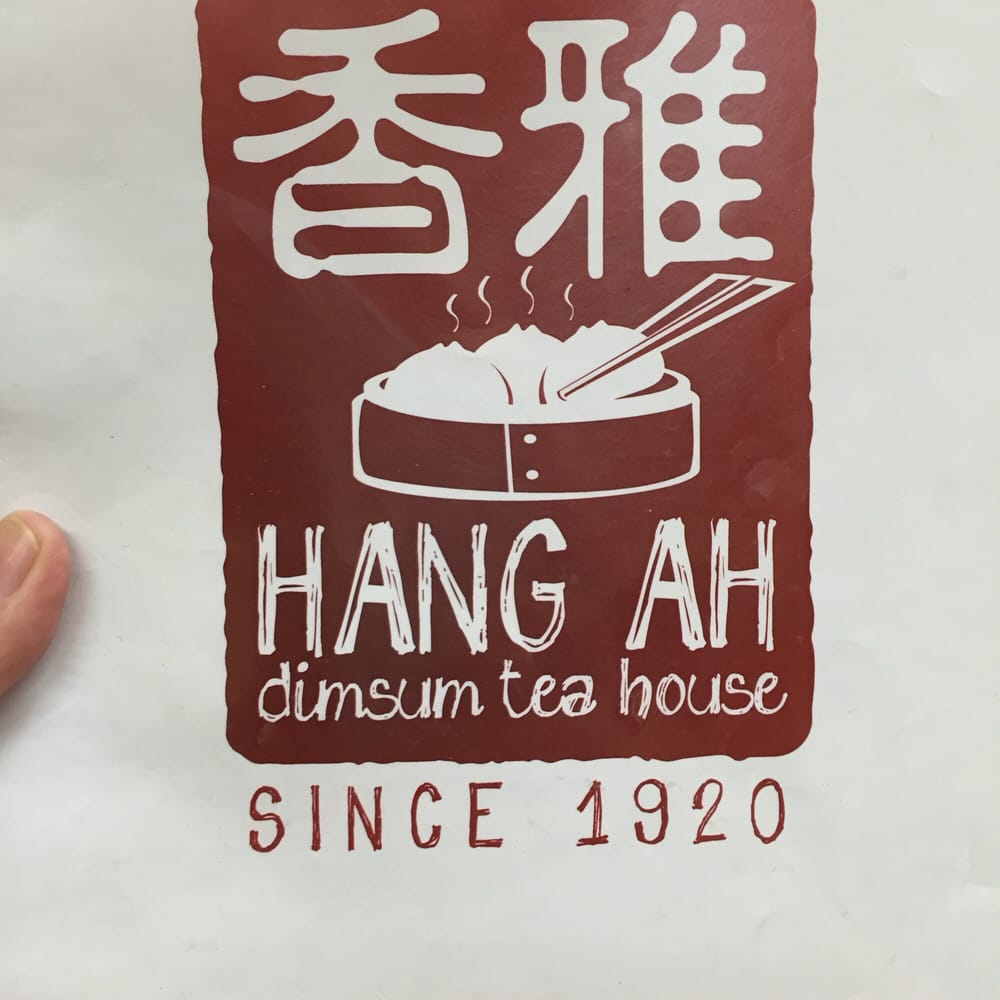 香雅
HANG AH
dimsum tea house
SINCE 1920